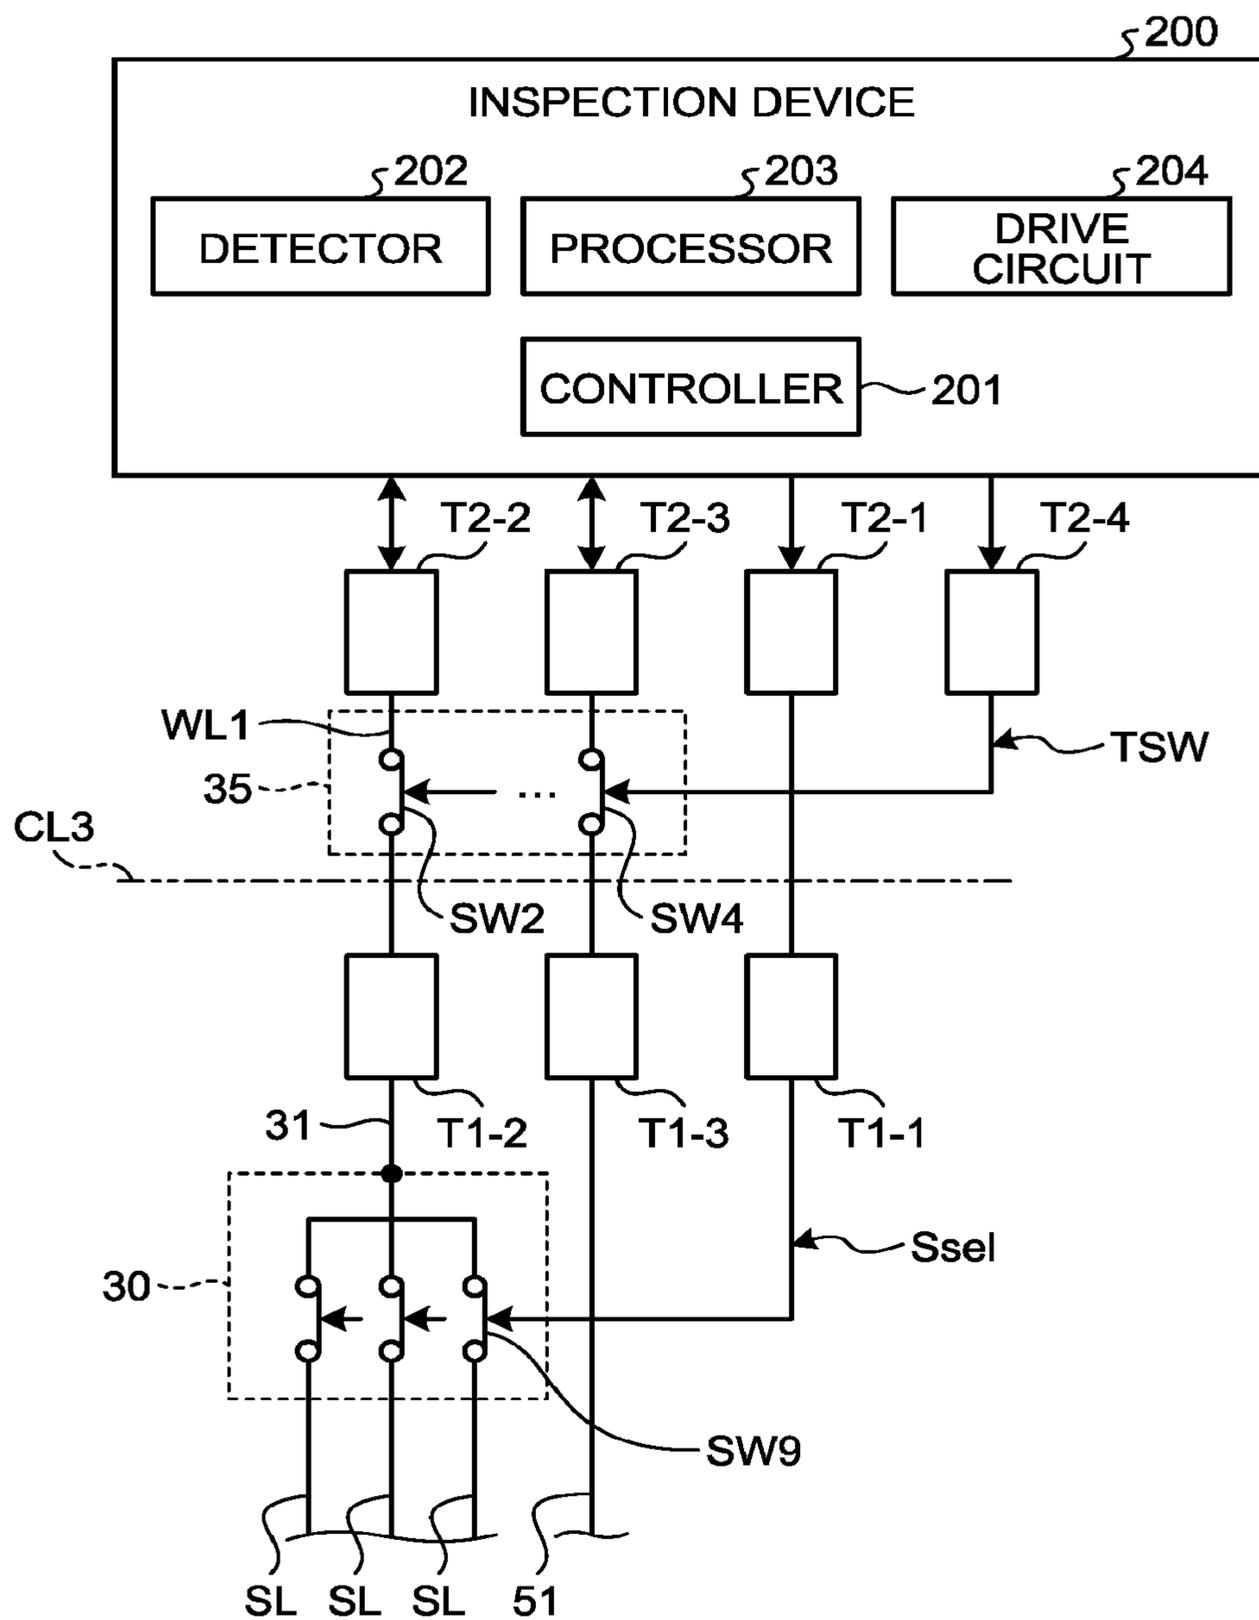 200
INSPECTION DEVICE
202
203
204
DETECTOR
PROCESSOR
DRIVE
CIRCUIT
CONTROLLER
201
T2-2
T2-3
T2-1
T2-4
WL1
TSW
35
...
CL3
SW2
SW4
31
T1-2
T1-3
T1-1
Ssel
30
SW9
SL
SL
SL
51